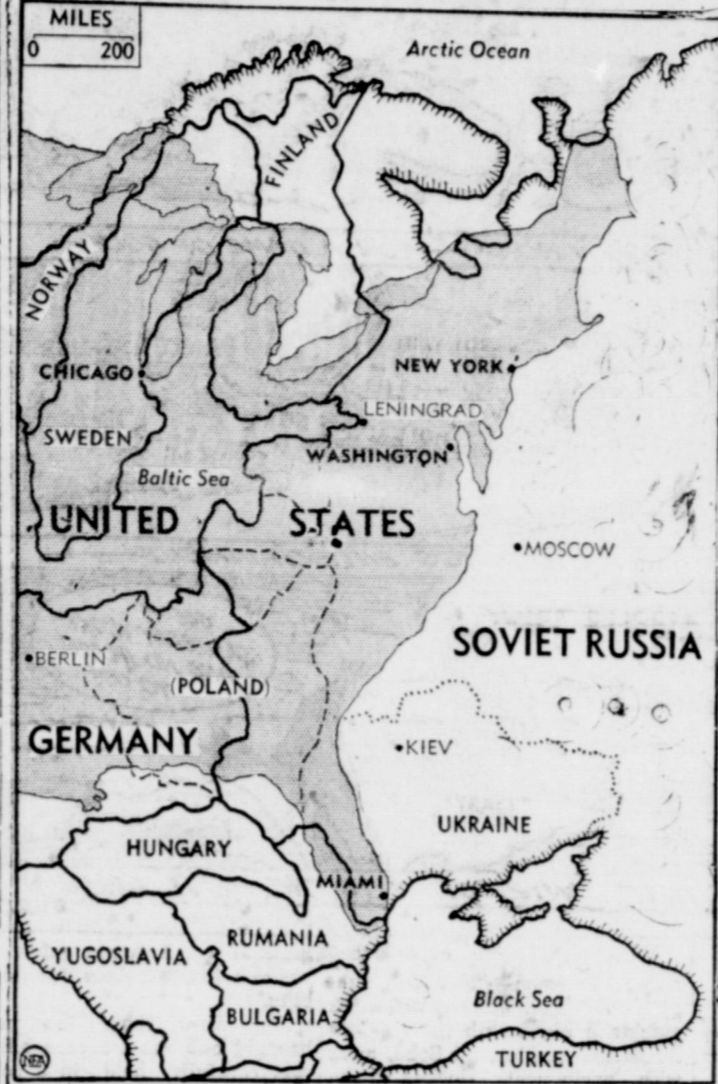 MILES
0 200
Arctic Ocean
FINLAND
NORWAY
CHICAGO
NEW YORK
LENINGRAD
SWEDEN
WASHINGTON
Baltic Sea
UNITED STATES
MOSCOW
SOVIET RUSSIA
BERLIN
(POLAND)
GERMANY
KIEV
UKRAINE
HUNGARY
MIAMI
RUMANIA
YUGOSLAVIA
Black Sea
BULGARIA
NEA
TURKEY